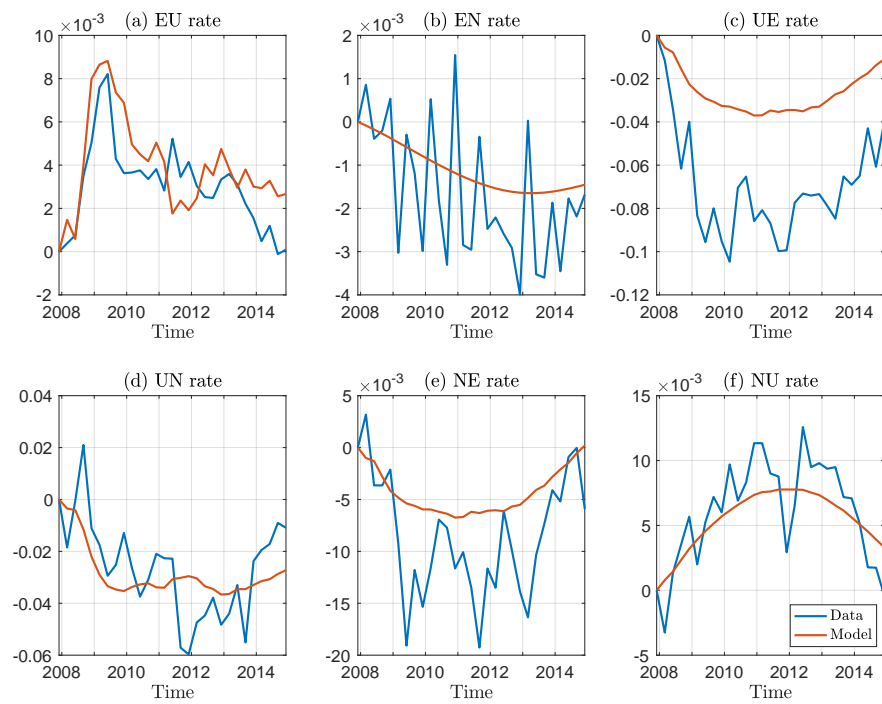 (a) EU rate
×10⁻³
10
8
6
4
2
0
-2
2008 2010 2012 2014
Time
(b) EN rate
×10⁻³
2
1
0
-1
-2
-3
-4
2008 2010 2012 2014
Time
(c) UE rate
0
-0.02
-0.04
-0.06
-0.08
-0.1
-0.12
2008 2010 2012 2014
Time
(d) UN rate
0.04
0.02
0
-0.02
-0.04
-0.06
2008 2010 2012 2014
Time
(e) NE rate
×10⁻³
5
0
-5
-10
-15
-20
2008 2010 2012 2014
Time
(f) NU rate
×10⁻³
15
10
5
0
-5
2008 2010 2012 2014
Time
Data
Model